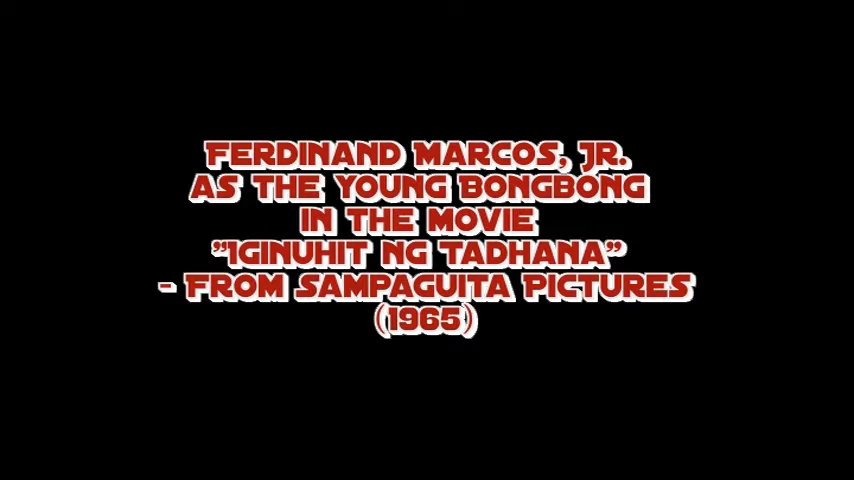 Ferdinand Marcos, Jr.
as the young Bongbong
in the movie
"Iginuhit ng Tadhana"
- From Sampaguita Pictures
(1965)